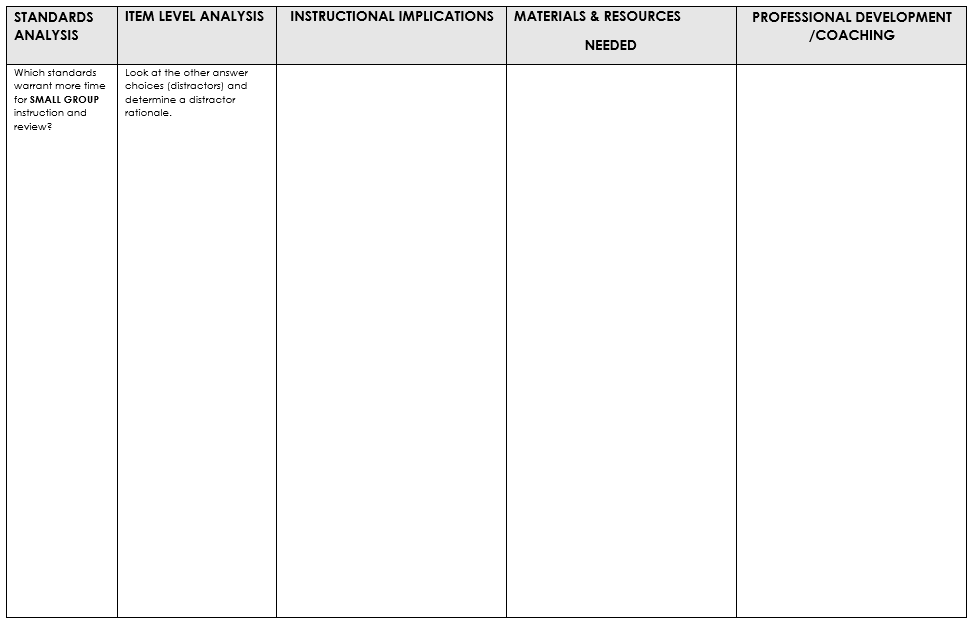 STANDARDS
ANALYSIS
ITEM LEVEL ANALYSIS
INSTRUCTIONAL IMPLICATIONS
MATERIALS & RESOURCES
NEEDED
PROFESSIONAL DEVELOPMENT
/COACHING
Which standards
warrant more time
for SMALL GROUP
instruction and
review?
Look at the other answer
choices (distractors) and
determine a distractor
rationale.